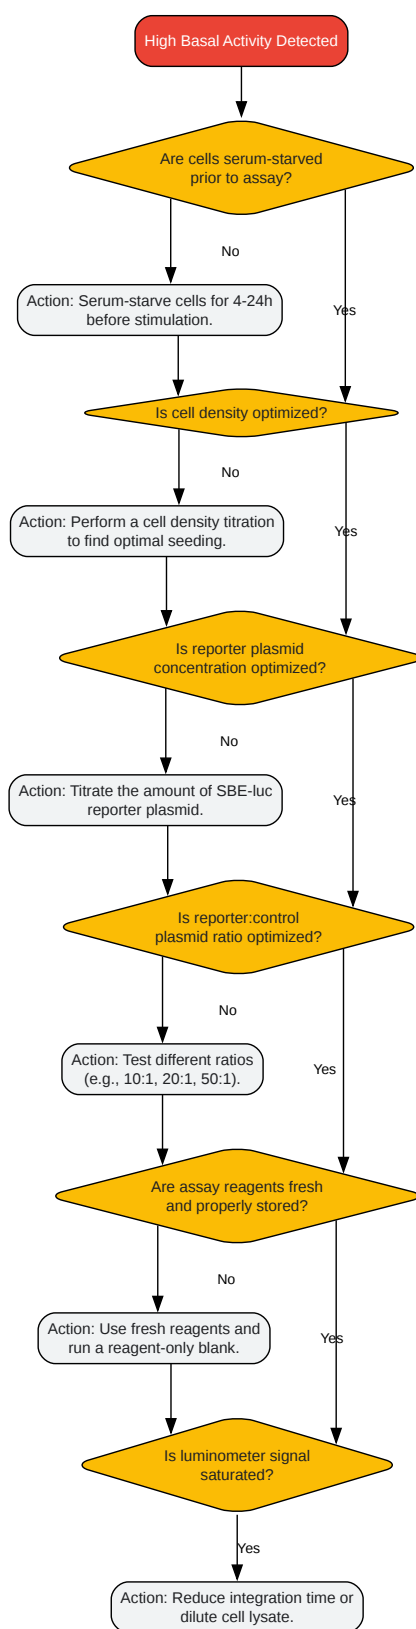 High Basal Activity Detected
Are cells serum-starved
prior to assay?
No
Action: Serum-starve cells for 4-24h
before stimulation.
Yes
Is cell density optimized?
No
Action: Perform a cell density titration
to find optimal seeding.
Yes
Is reporter plasmid
concentration optimized?
No
Action: Titrate the amount of SBE-luc
reporter plasmid.
Yes
Is reporter:control
plasmid ratio optimized?
No
Action: Test different ratios
(e.g., 10:1, 20:1, 50:1).
Yes
Are assay reagents fresh
and properly stored?
No
Action: Use fresh reagents and
run a reagent-only blank.
Yes
Is luminometer signal
saturated?
Yes
Action: Reduce integration time or
dilute cell lysate.